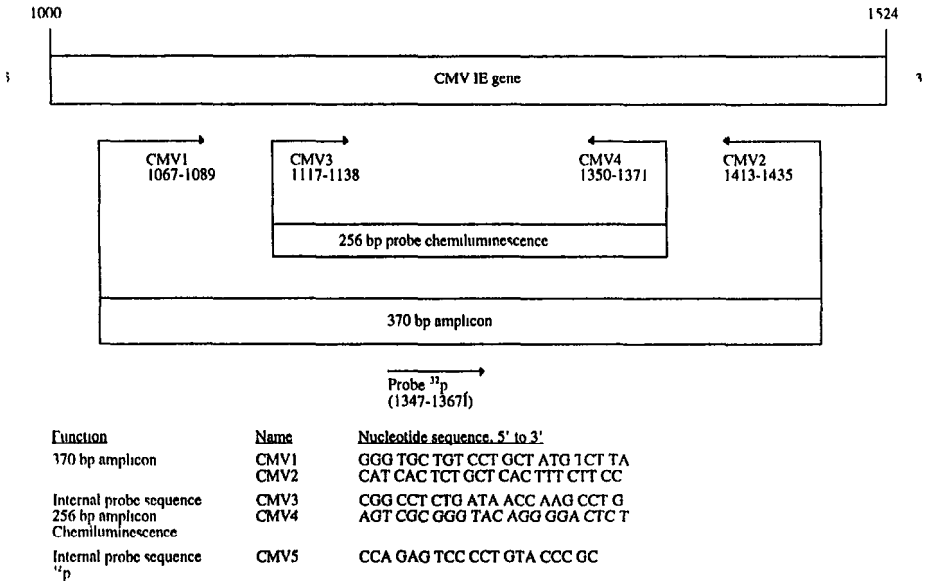 1000 1524
CMV IE gene
CMV1 CMV3 CMV4 CMV2
1067-1089 1117-1138 1350-1371 1413-1435
256 bp probe chemiluminescence
370 bp amplicon
Probe ³²p
(1347-1367)
Function Name Nucleotide sequence, 5' to 3'
370 bp amplicon CMV1 GGG TGC TGT CCT GCT ATG TCT TA
CMV2 CAT CAC TCT GCT CAC TTT CTT CC
Internal probe sequence CMV3 CGG CCT CTG ATA ACC AAG CCT G
256 bp amplicon CMV4 AGT CGC GGG TAC AGG GGA CTC T
Chemiluminescence
Internal probe sequence CMV5 CCA GAG TCC CCT GTA CCC GC
³²p